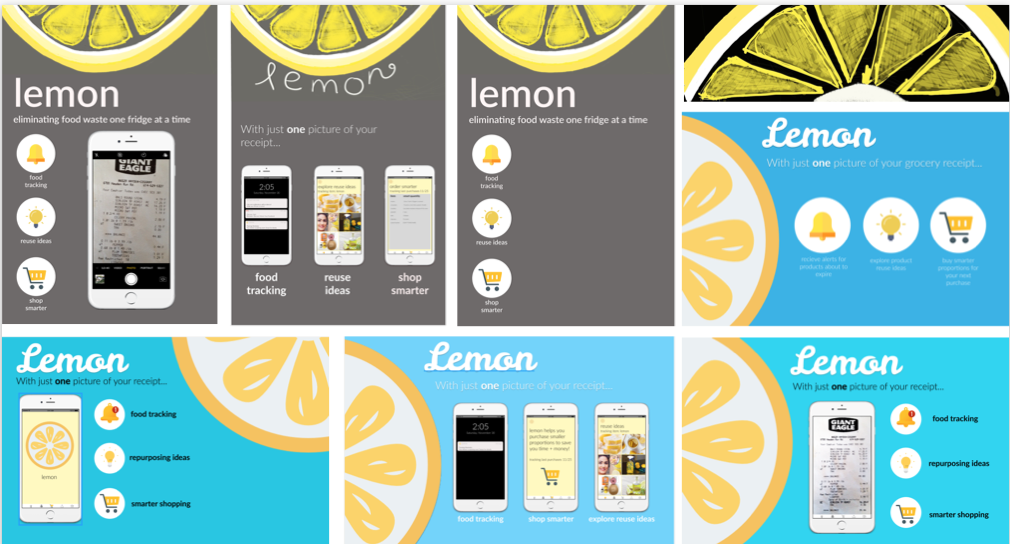 lemon
eliminating food waste one fridge at a time
food
tracking
reuse ideas
shop
smarter
GIANT
EAGLE
lemon
With just one picture of your
receipt...
2:05
explore reuse ideas
order smarter
food
tracking
reuse
ideas
shop
smarter
lemon
eliminating food waste one fridge at a time
food
tracking
reuse ideas
shop
smarter
Lemon
With just one picture of your grocery receipt...
recieve alerts for
products about to
expire
explore product
reuse ideas
buy smarter
proportions for
your next
purchase
Lemon
With just one picture of your receipt...
lemon
food tracking
repurposing ideas
smarter shopping
Lemon
With just one picture of your receipt...
2:05
lemon helps you
purchase smaller
proportions to save
you time + money!
reuse ideas
food tracking
shop smarter
explore reuse ideas
Lemon
With just one picture of your receipt...
GIANT
EAGLE
food tracking
repurposing ideas
smarter shopping